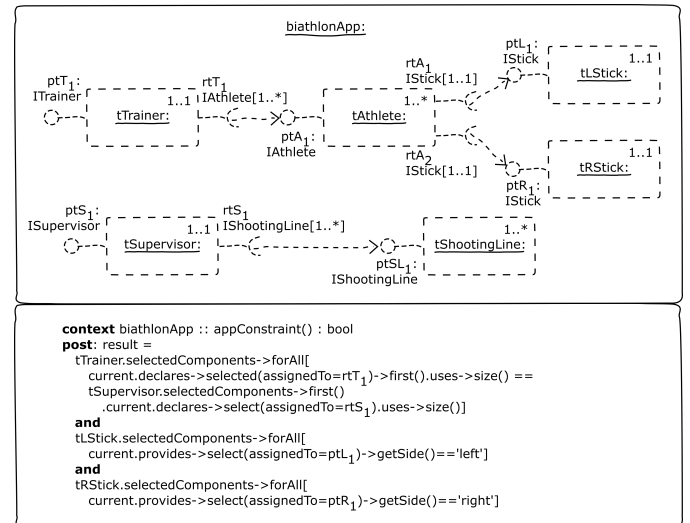 biathlonApp:
ptT1:
ITrainer
1..1
tTrainer:
rtT1
IAthlete[1..*]
ptA1:
IAthlete
1..*
tAthlete:
rtA1
IStick[1..1]
ptL1:
IStick
1..1
tLStick:
rtA2
IStick[1..1]
ptR1:
IStick
1..1
tRStick:
ptS1:
ISupervisor
1..1
tSupervisor:
rtS1
IShootingLine[1..*]
ptSL1:
IShootingLine
1..*
tShootingLine:
context biathlonApp :: appConstraint() : bool
post: result =
tTrainer.selectedComponents->forAll[
current.declares->selected(assignedTo=rtT1)->first().uses->size() ==
tSupervisor.selectedComponents->first()
.current.declares->select(assignedTo=rtS1).uses->size()]
and
tLStick.selectedComponents->forAll[
current.provides->select(assignedTo=ptL1)->getSide()=='left']
and
tRStick.selectedComponents->forAll[
current.provides->select(assignedTo=ptR1)->getSide()=='right']